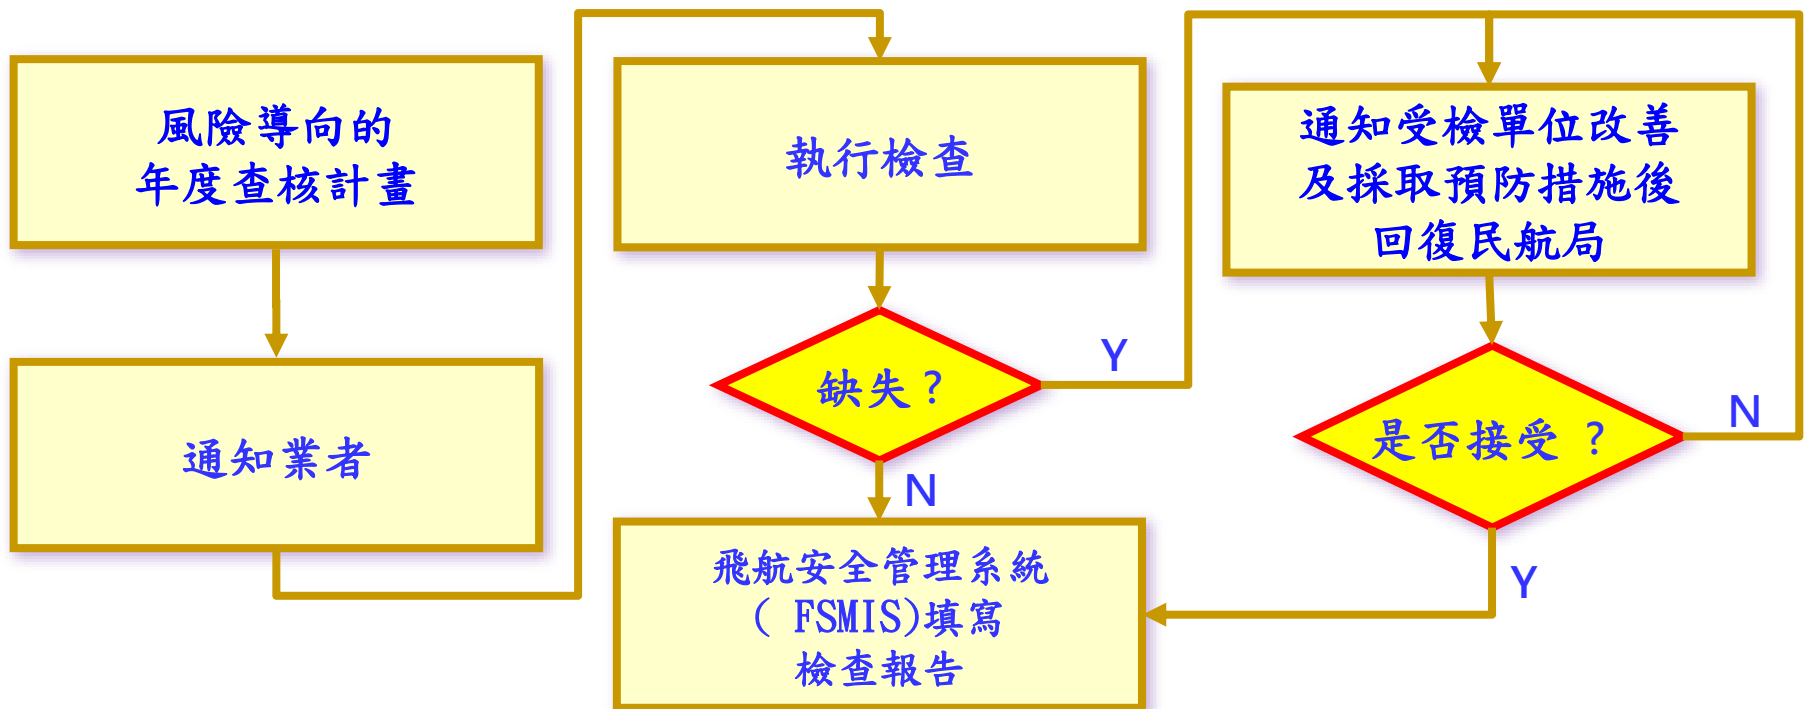 風險導向的
年度查核計畫
通知業者
執行檢查
缺失？
Y
N
通知受檢單位改善
及採取預防措施後
回復民航局
是否接受 ？
N
Y
飛航安全管理系統
( FSMIS)填寫
檢查報告